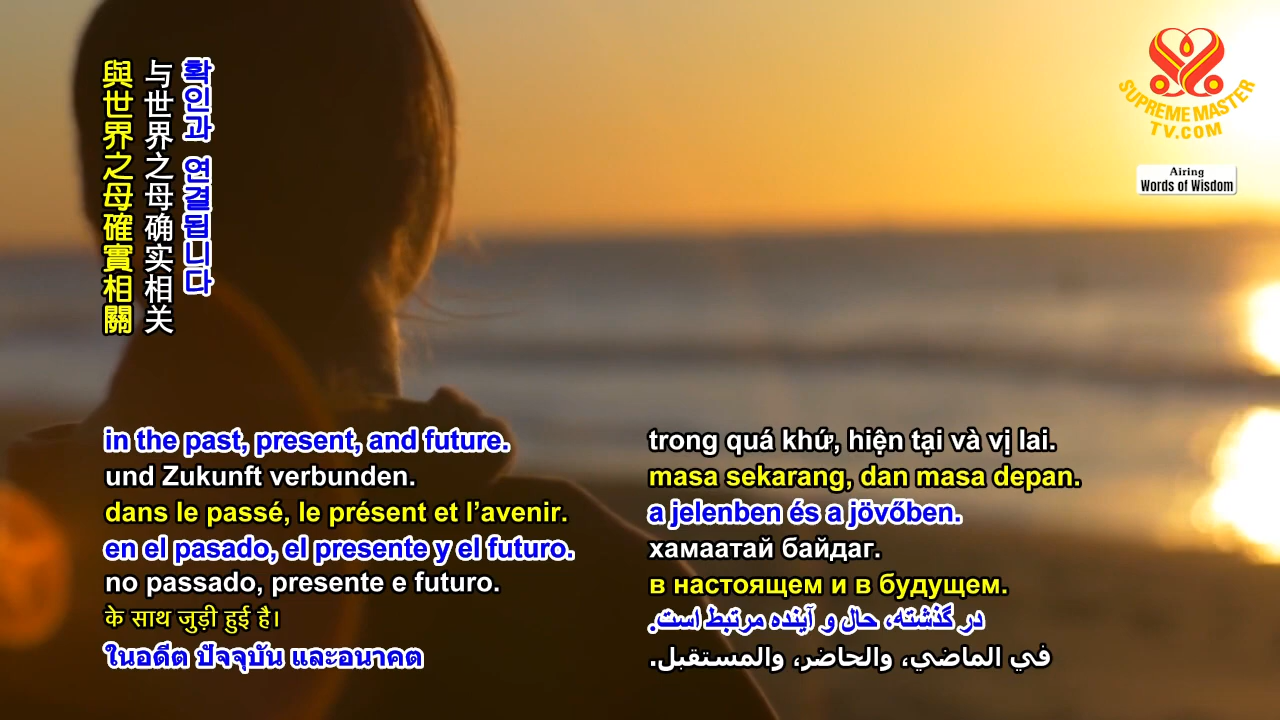 與世界之母確實相關
与世界之母确实相关
확인과 연결됩니다
SUPREME MASTER
TV.COM
Airing
Words of Wisdom
in the past, present, and future.
und Zukunft verbunden.
dans le passé, le présent et l’avenir.
en el pasado, el presente y el futuro.
no passado, presente e futuro.
के साथ जुड़ी हुई है।
ในอดีต ปัจจุบัน และอนาคต
trong quá khứ, hiện tại và vị lai.
masa sekarang, dan masa depan.
a jelenben és a jövőben.
хамаатай байдаг.
в настоящем и в будущем.
در گذشته، حال و آینده مرتبط است.
في الماضي، والحاضر، والمستقبل.